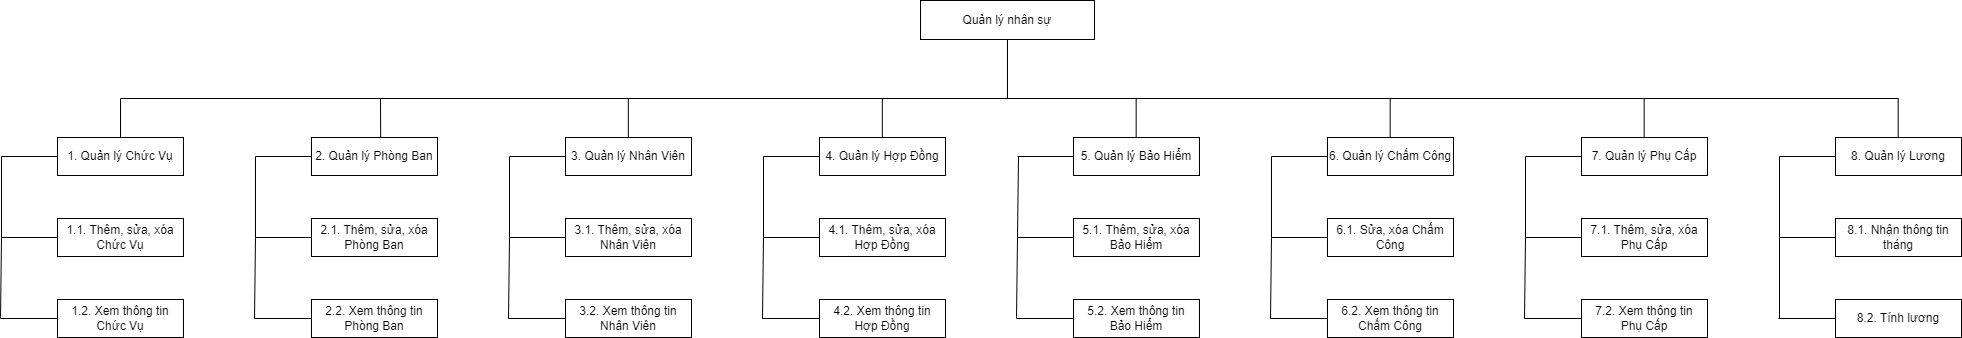 Quản lý nhân sự
1. Quản lý Chức Vụ
2. Quản lý Phòng Ban
3. Quản lý Nhân Viên
4. Quản lý Hợp Đồng
5. Quản lý Bảo Hiểm
6. Quản lý Chấm Công
7. Quản lý Phụ Cấp
8. Quản lý Lương
1.1. Thêm, sửa, xóa
Chức Vụ
2.1. Thêm, sửa, xóa
Phòng Ban
3.1. Thêm, sửa, xóa
Nhân Viên
4.1. Thêm, sửa, xóa
Hợp Đồng
5.1. Thêm, sửa, xóa
Bảo Hiểm
6.1. Sửa, xóa Chấm
Công
7.1. Thêm, sửa, xóa
Phụ Cấp
8.1. Nhận thông tin
tháng
1.2. Xem thông tin
Chức Vụ
2.2. Xem thông tin
Phòng Ban
3.2. Xem thông tin
Nhân Viên
4.2. Xem thông tin
Hợp Đồng
5.2. Xem thông tin
Bảo Hiểm
6.2. Xem thông tin
Chấm Công
7.2. Xem thông tin
Phụ Cấp
8.2. Tính lương